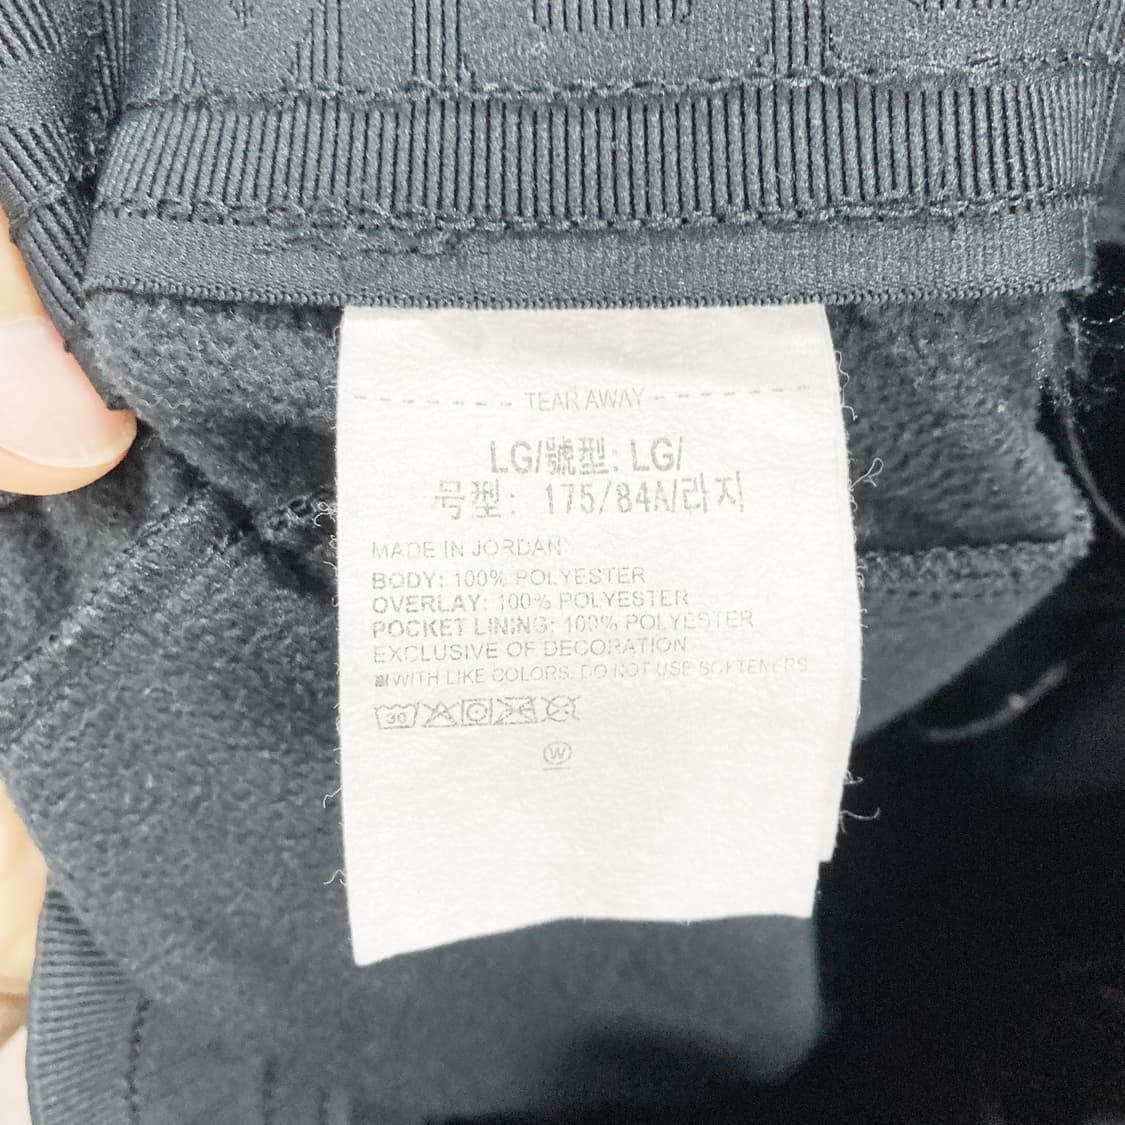 TEAR AWAY
LG/號型: LG/
号型: 175/84A/라지
MADE IN JORDAN
BODY: 100% POLYESTER
OVERLAY: 100% POLYESTER
POCKET LINING: 100% POLYESTER
EXCLUSIVE OF DECORATION
WITH LIKE COLORS. DO NOT USE SOFTENERS
30
W